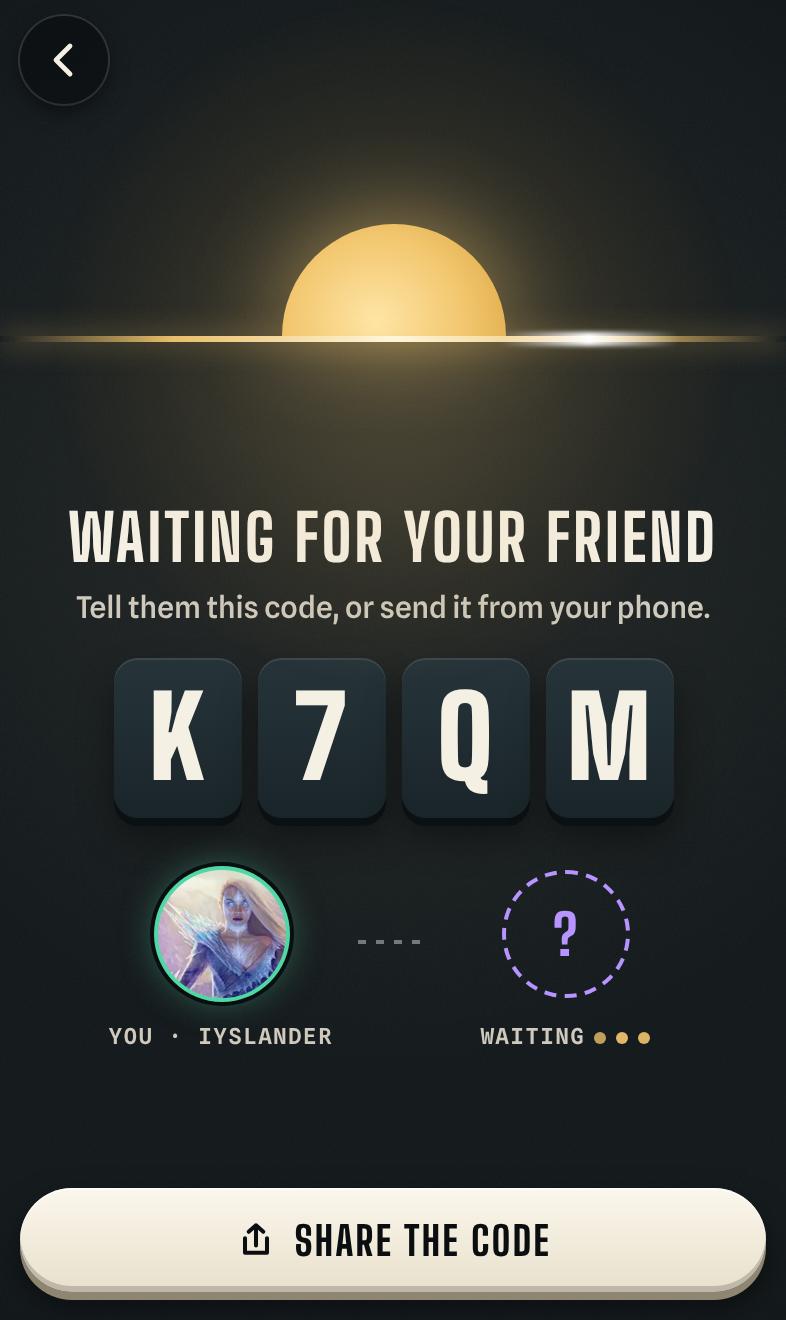 WAITING FOR YOUR FRIEND
Tell them this code, or send it from your phone.
K 7 Q M
?
YOU · IYSLANDER
WAITING
SHARE THE CODE